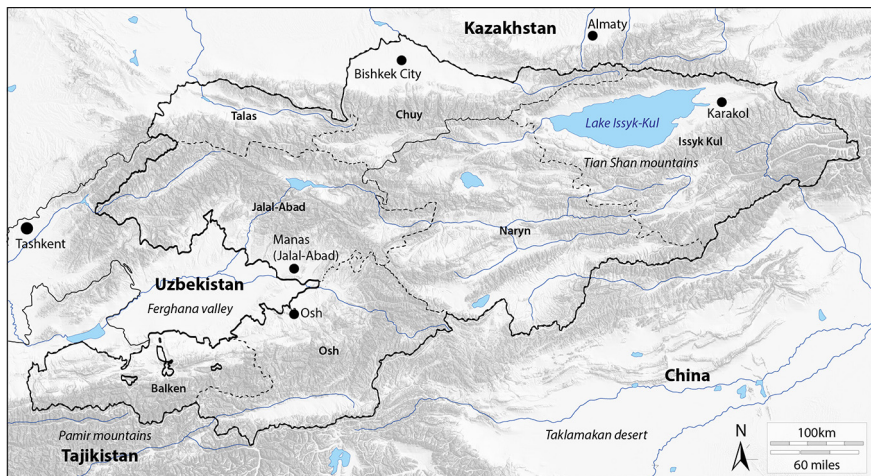 Kazakhstan
Almaty
Bishkek City
Karakol
Talas
Chuy
Lake Issyk-Kul
Issyk Kul
Tian Shan mountains
Jalal-Abad
Naryn
Tashkent
Manas
(Jalal-Abad)
Uzbekistan
Ferghana valley
Osh
Osh
Balken
China
Pamir mountains
Taklamakan desert
Tajikistan
N
100km
60 miles